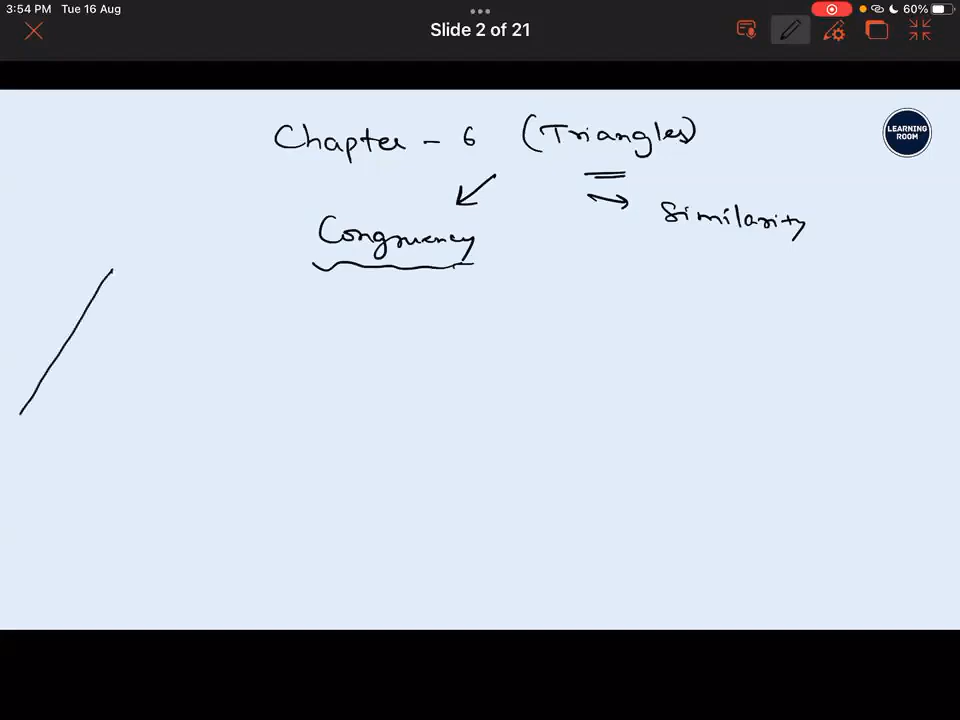 3:54 PM Tue 16 Aug
60%
Slide 2 of 21
LEARNING
ROOM
Chapter - 6 (Triangles)
Similarity
Congruency